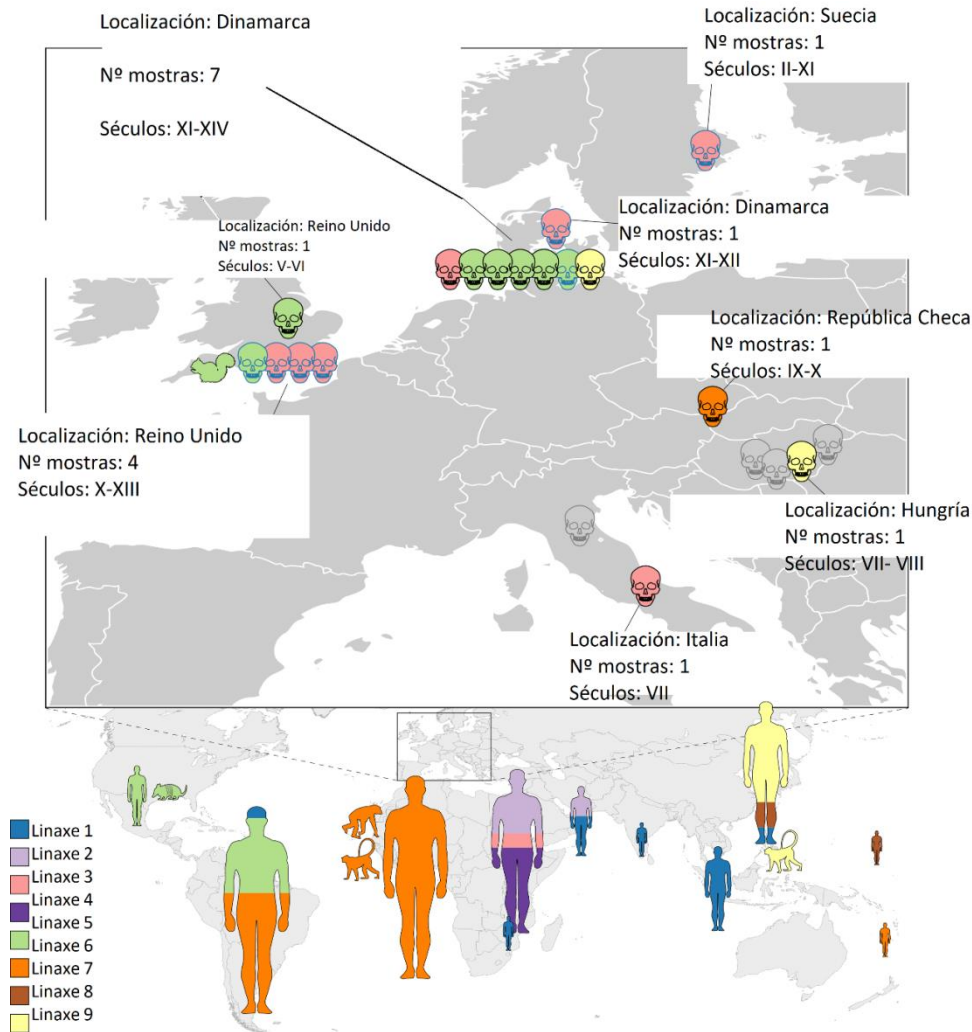 Localización: Dinamarca
Nº mostras: 7
Séculos: XI-XIV
Localización: Suecia
Nº mostras: 1
Séculos: II-XI
Localización: Reino Unido
Nº mostras: 1
Séculos: V-VI
Localización: Dinamarca
Nº mostras: 1
Séculos: XI-XII
Localización: República Checa
Nº mostras: 1
Séculos: IX-X
Localización: Reino Unido
Nº mostras: 4
Séculos: X-XIII
Localización: Hungría
Nº mostras: 1
Séculos: VII- VIII
Localización: Italia
Nº mostras: 1
Séculos: VII
Linaxe 1
Linaxe 2
Linaxe 3
Linaxe 4
Linaxe 5
Linaxe 6
Linaxe 7
Linaxe 8
Linaxe 9